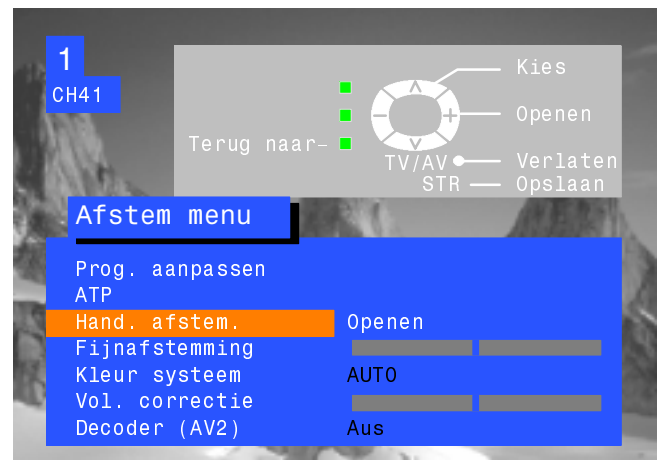 1
CH41
Kies
Openen
Terug naar–
TV/AV Verlaten
STR Opslaan
Afstem menu
Prog. aanpassen
ATP
Hand. afstem. Openen
Fijnafstemming
Kleur systeem AUTO
Vol. correctie
Decoder (AV2) Aus